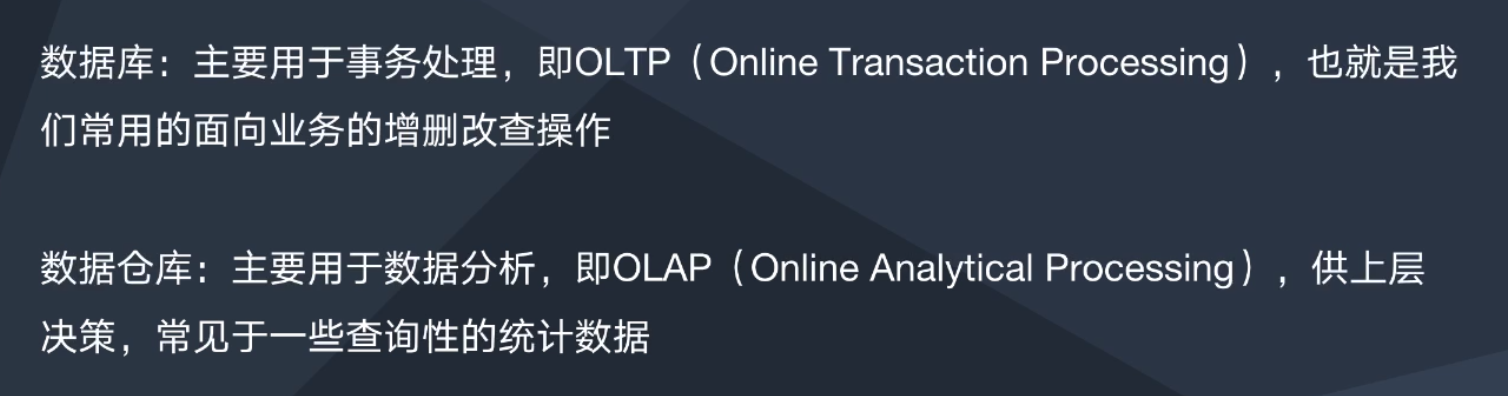 数据库：主要用于事务处理，即OLTP（Online Transaction Processing），也就是我
们常用的面向业务的增删改查操作
数据仓库：主要用于数据分析，即OLAP（Online Analytical Processing），供上层
决策，常见于一些查询性的统计数据